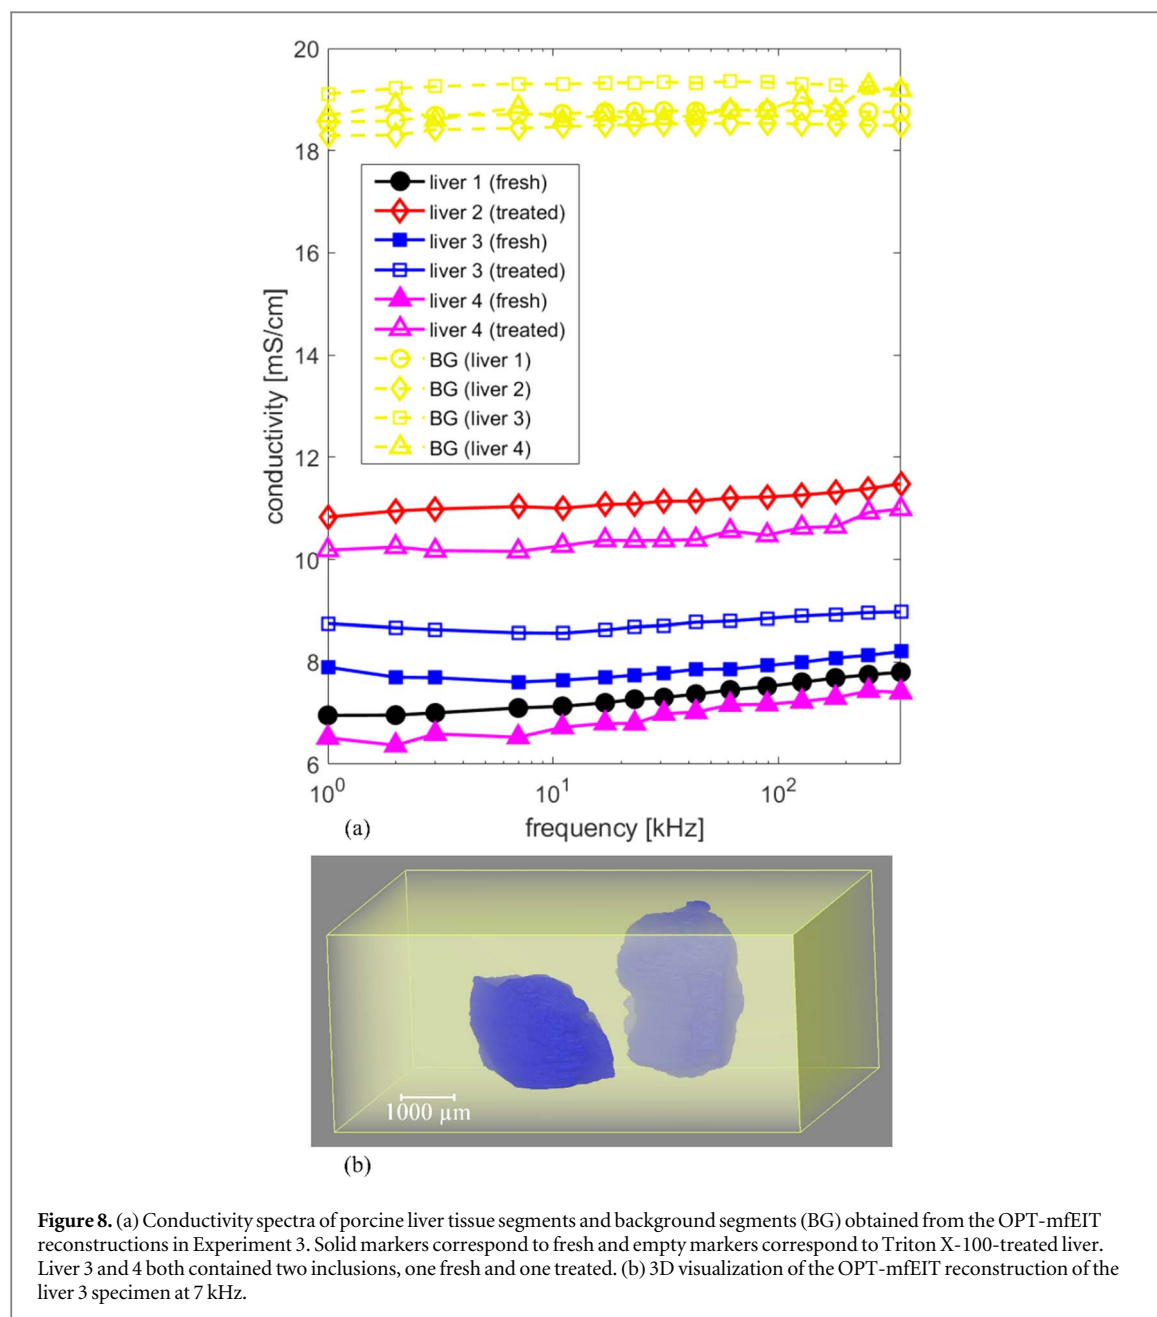 20
18
16
14
12
10
8
6
conductivity [mS/cm]
liver 1 (fresh)
liver 2 (treated)
liver 3 (fresh)
liver 3 (treated)
liver 4 (fresh)
liver 4 (treated)
BG (liver 1)
BG (liver 2)
BG (liver 3)
BG (liver 4)
10⁰
10¹
10²
frequency [kHz]
(a)
1000 µm
(b)
Figure 8. (a) Conductivity spectra of porcine liver tissue segments and background segments (BG) obtained from the OPT-mfEIT
reconstructions in Experiment 3. Solid markers correspond to fresh and empty markers correspond to Triton X-100-treated liver.
Liver 3 and 4 both contained two inclusions, one fresh and one treated. (b) 3D visualization of the OPT-mfEIT reconstruction of the
liver 3 specimen at 7 kHz.